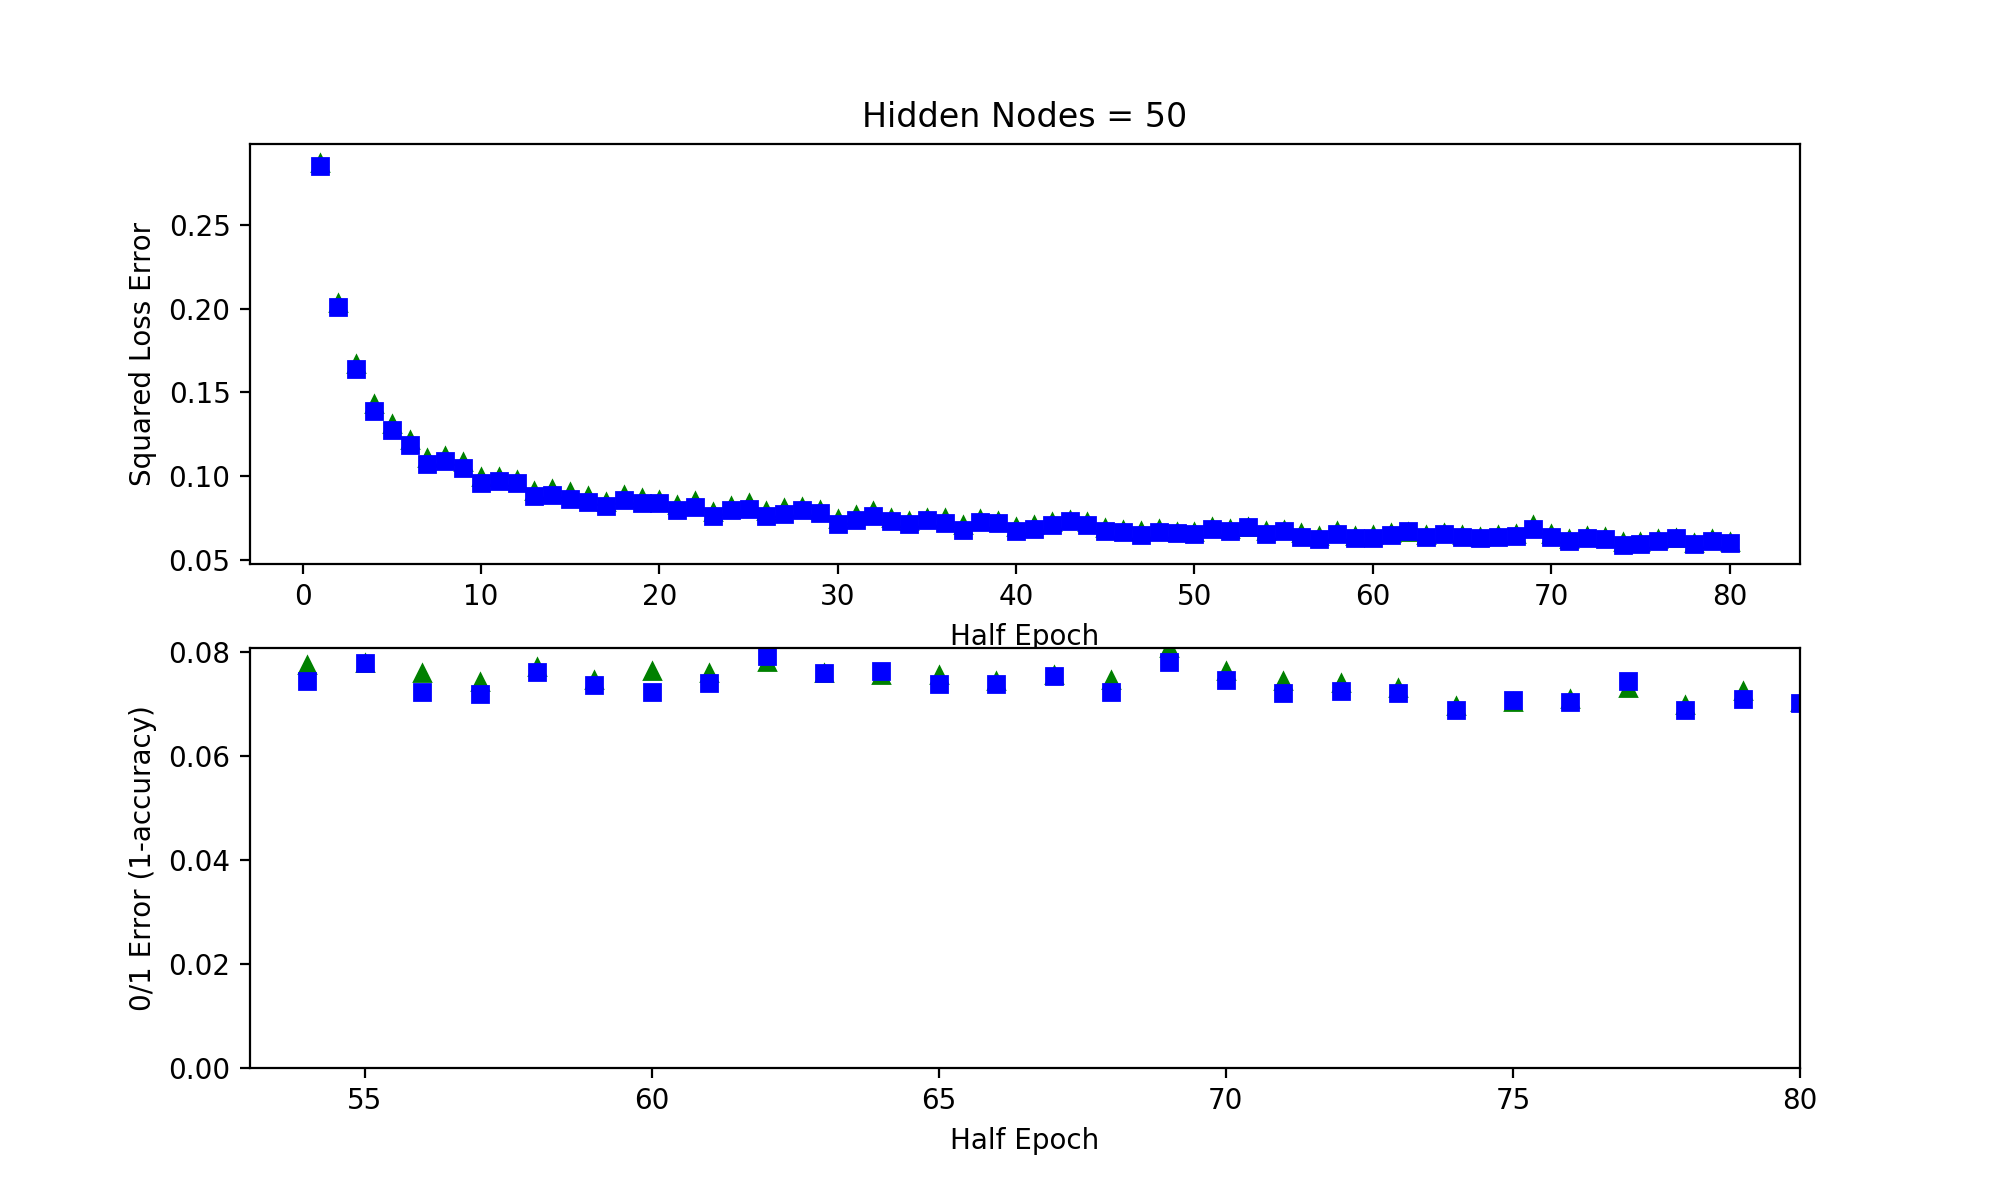 Hidden Nodes = 50
Squared Loss Error
0.25
0.20
0.15
0.10
0.05
0 10 20 30 40 50 60 70 80
Half Epoch
0/1 Error (1-accuracy)
0.08
0.06
0.04
0.02
0.00
55 60 65 70 75 80
Half Epoch